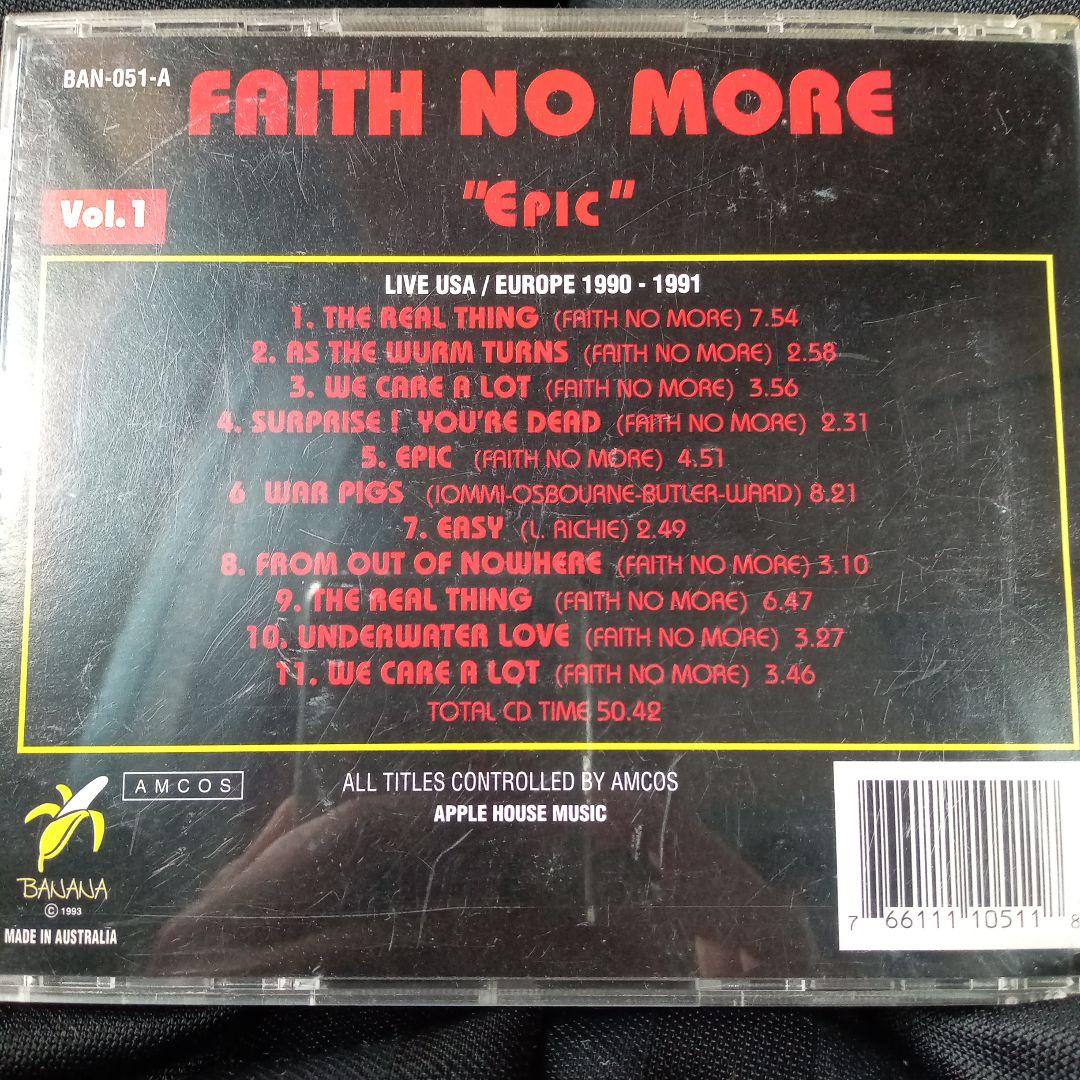 BAN-051-A
FAITH NO MORE
Vol. 1
"EPIC"
LIVE USA / EUROPE 1990 - 1991
1. THE REAL THING (FAITH NO MORE) 7.54
2. AS THE WURM TURNS (FAITH NO MORE) 2.58
3. WE CARE A LOT (FAITH NO MORE) 3.56
4. SURPRISE ! YOU'RE DEAD (FAITH NO MORE) 2.31
5. EPIC (FAITH NO MORE) 4.51
6 WAR PIGS (IOMMI-OSBOURNE-BUTLER-WARD) 8.21
7. EASY (L. RICHIE) 2.49
8. FROM OUT OF NOWHERE (FAITH NO MORE) 3.10
9. THE REAL THING (FAITH NO MORE) 6.47
10. UNDERWATER LOVE (FAITH NO MORE) 3.27
11. WE CARE A LOT (FAITH NO MORE) 3.46
TOTAL CD TIME 50.42
AMCOS
ALL TITLES CONTROLLED BY AMCOS
APPLE HOUSE MUSIC
BANANA
© 1993
MADE IN AUSTRALIA
7 66111 10511 8